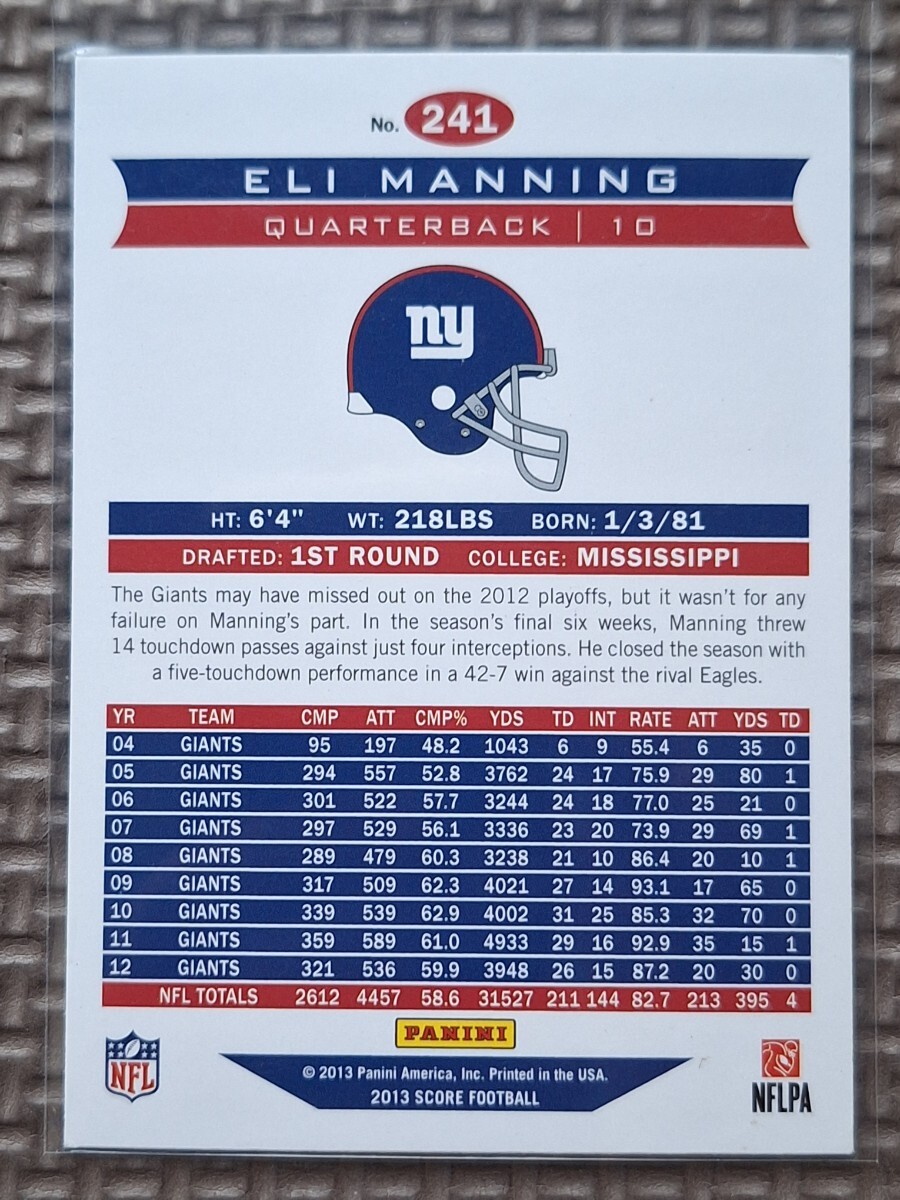 No. 241
ELI MANNING
QUARTERBACK | 10
ny
HT: 6'4" WT: 218LBS BORN: 1/3/81
DRAFTED: 1ST ROUND COLLEGE: MISSISSIPPI
The Giants may have missed out on the 2012 playoffs, but it wasn't for any
failure on Manning's part. In the season's final six weeks, Manning threw
14 touchdown passes against just four interceptions. He closed the season with
a five-touchdown performance in a 42-7 win against the rival Eagles.
YR TEAM CMP ATT CMP% YDS TD INT RATE ATT YDS TD
04 GIANTS 95 197 48.2 1043 6 9 55.4 6 35 0
05 GIANTS 294 557 52.8 3762 24 17 75.9 29 80 1
06 GIANTS 301 522 57.7 3244 24 18 77.0 25 21 0
07 GIANTS 297 529 56.1 3336 23 20 73.9 29 69 1
08 GIANTS 289 479 60.3 3238 21 10 86.4 20 10 1
09 GIANTS 317 509 62.3 4021 27 14 93.1 17 65 0
10 GIANTS 339 539 62.9 4002 31 25 85.3 32 70 0
11 GIANTS 359 589 61.0 4933 29 16 92.9 35 15 1
12 GIANTS 321 536 59.9 3948 26 15 87.2 20 30 0
NFL TOTALS 2612 4457 58.6 31527 211 144 82.7 213 395 4
PANINI
NFL
© 2013 Panini America, Inc. Printed in the USA.
2013 SCORE FOOTBALL
NFLPA